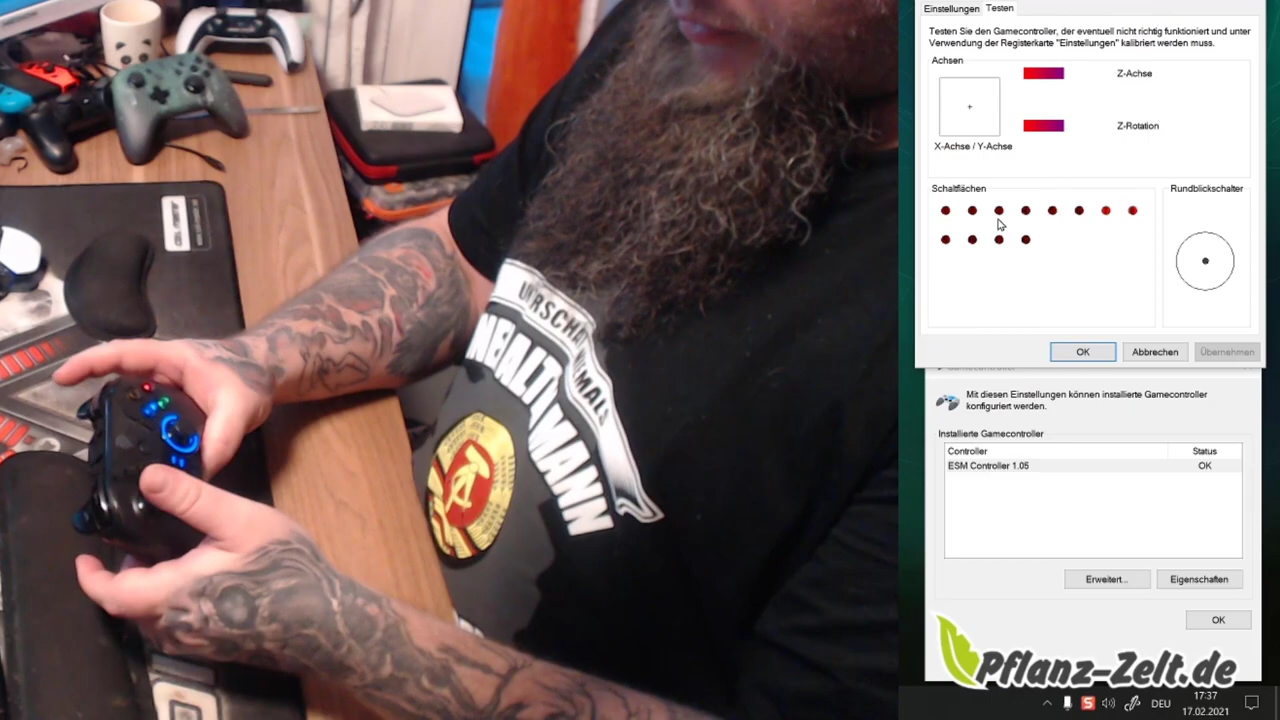 Einstellungen Testen
Testen Sie den Gamecontroller, der eventuell nicht richtig funktioniert und unter
Verwendung der Registerkarte "Einstellungen" kalibriert werden muss.
Achsen
Z-Achse
Z-Rotation
X-Achse / Y-Achse
Schaltflächen
Rundblickschalter
OK Abbrechen Übernehmen
Mit diesen Einstellungen können installierte Gamecontroller
konfiguriert werden.
Installierte Gamecontroller
Controller Status
ESM Controller 1.05 OK
Erweitert... Eigenschaften
OK
Pflanz-Zelt.de
DEU
17:37
17.02.2021